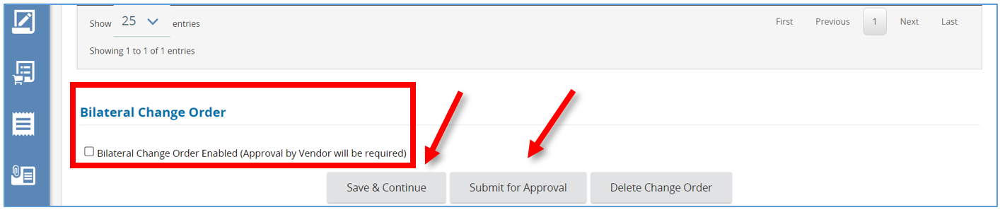 Show 25 entries First Previous 1 Next Last
Showing 1 to 1 of 1 entries
Bilateral Change Order
Bilateral Change Order Enabled (Approval by Vendor will be required)
Save & Continue Submit for Approval Delete Change Order